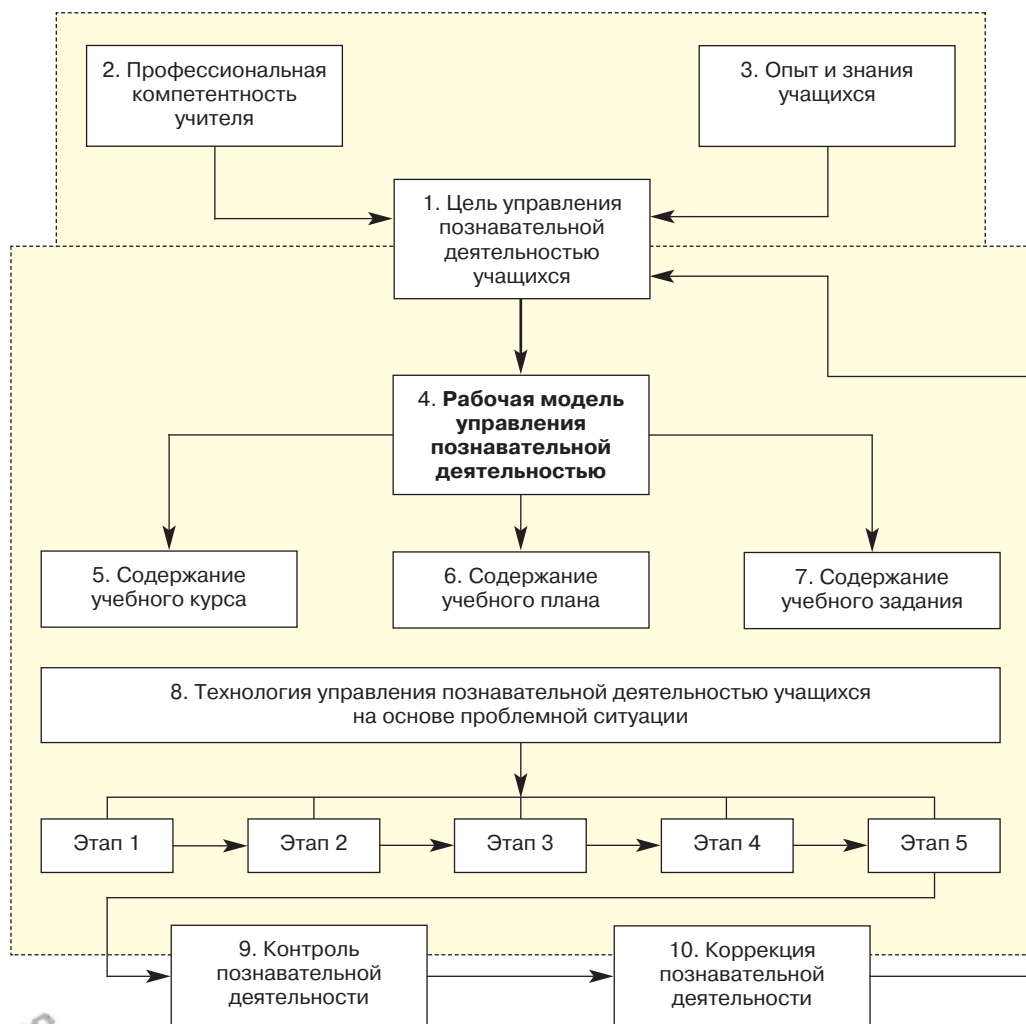 2. Профессиональная
компетентность
учителя
3. Опыт и знания
учащихся
1. Цель управления
познавательной
деятельностью
учащихся
4. Рабочая модель
управления
познавательной
деятельностью
5. Содержание
учебного курса
6. Содержание
учебного плана
7. Содержание
учебного задания
8. Технология управления познавательной деятельностью учащихся
на основе проблемной ситуации
Этап 1
Этап 2
Этап 3
Этап 4
Этап 5
9. Контроль
познавательной
деятельности
10. Коррекция
познавательной
деятельности